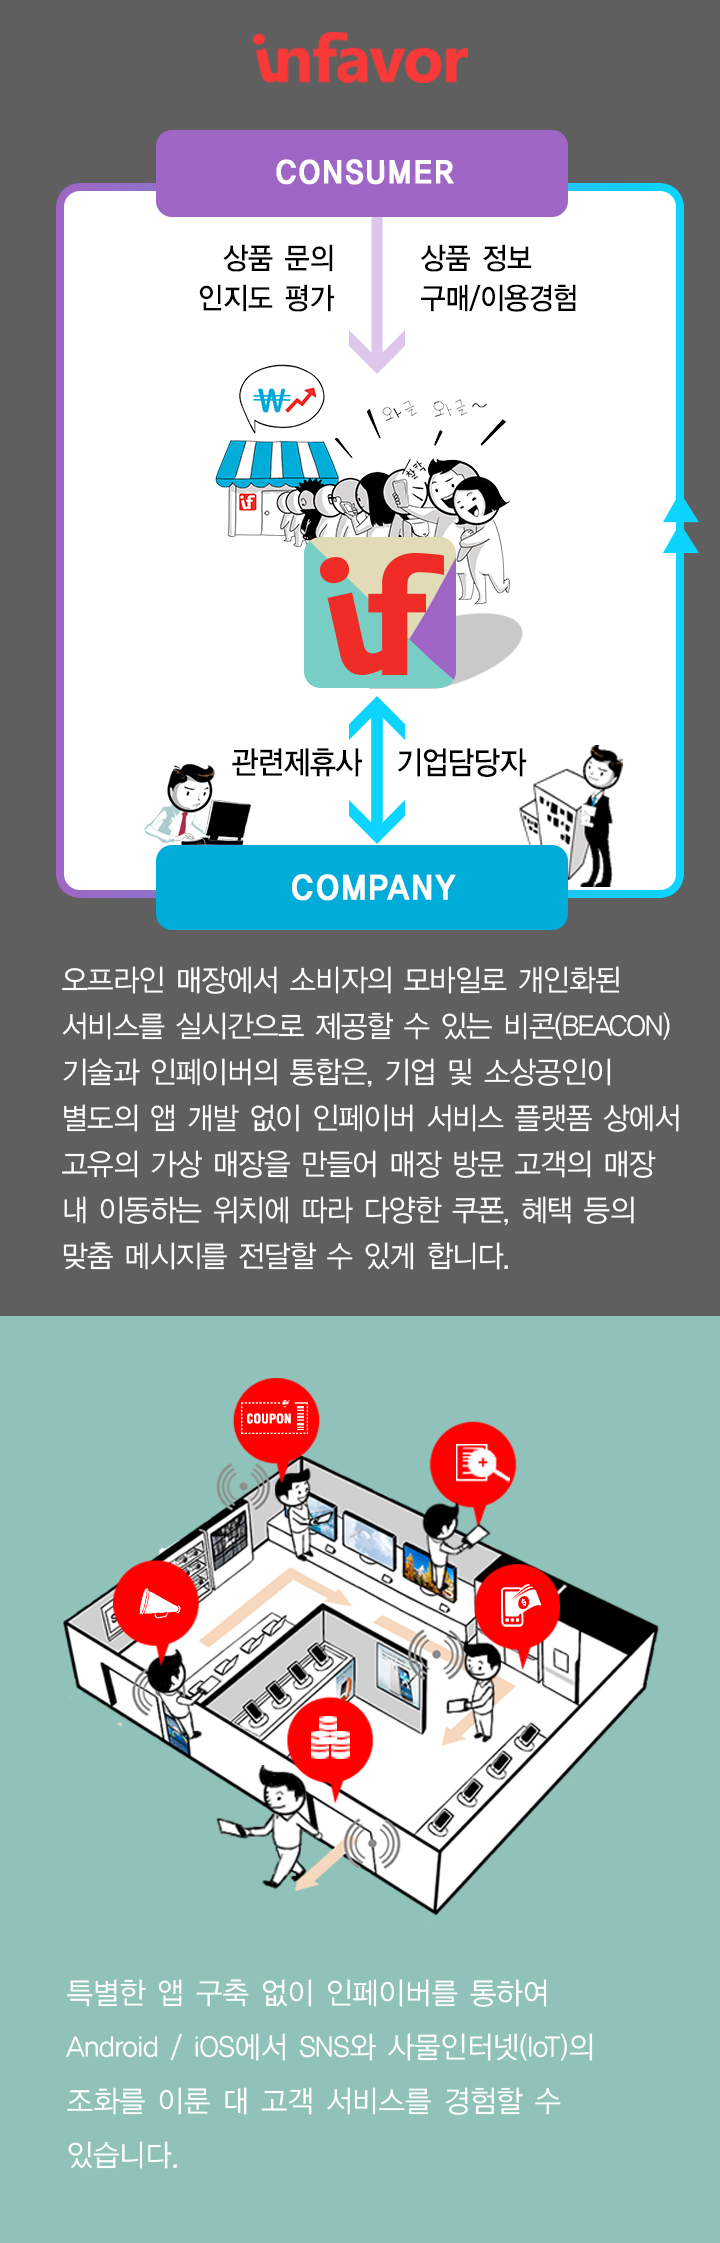 infavor
CONSUMER
상품 문의
인지도 평가
상품 정보
구매/이용경험
₩
와글 와글~
찰칵
if
if
관련제휴사
기업담당자
COMPANY
오프라인 매장에서 소비자의 모바일로 개인화된
서비스를 실시간으로 제공할 수 있는 비콘(BEACON)
기술과 인페이버의 통합은, 기업 및 소상공인이
별도의 앱 개발 없이 인페이버 서비스 플랫폼 상에서
고유의 가상 매장을 만들어 매장 방문 고객의 매장
내 이동하는 위치에 따라 다양한 쿠폰, 혜택 등의
맞춤 메시지를 전달할 수 있게 합니다.
COUPON
특별한 앱 구축 없이 인페이버를 통하여
Android / iOS에서 SNS와 사물인터넷(IoT)의
조화를 이룬 대 고객 서비스를 경험할 수
있습니다.